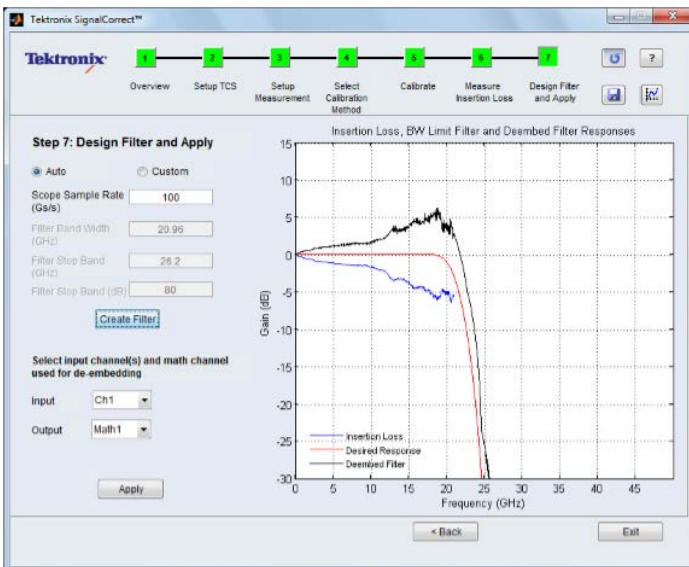 Tektronix SignalCorrect™
Tektronix
1
2
3
4
5
6
7
?
Overview
Setup TCS
Setup
Measurement
Select
Calibration
Method
Calibrate
Measure
Insertion Loss
Design Filter
and Apply
Step 7: Design Filter and Apply
Auto
Custom
Scope Sample Rate
(Gs/s)
100
Filter Band Width
(GHz)
20.96
Filter Stop Band
(GHz)
26.2
Filter Stop Band (dB)
80
Create Filter
Select input channel(s) and math channel
used for de-embedding
Input
Ch1
Output
Math1
Apply
Insertion Loss, BW Limit Filter and Deembed Filter Responses
15
10
5
0
-5
-10
-15
-20
-25
-30
Gain (dB)
Insertion Loss
Desired Response
Deembed Filter
0 5 10 15 20 25 30 35 40 45
Frequency (GHz)
< Back
Exit